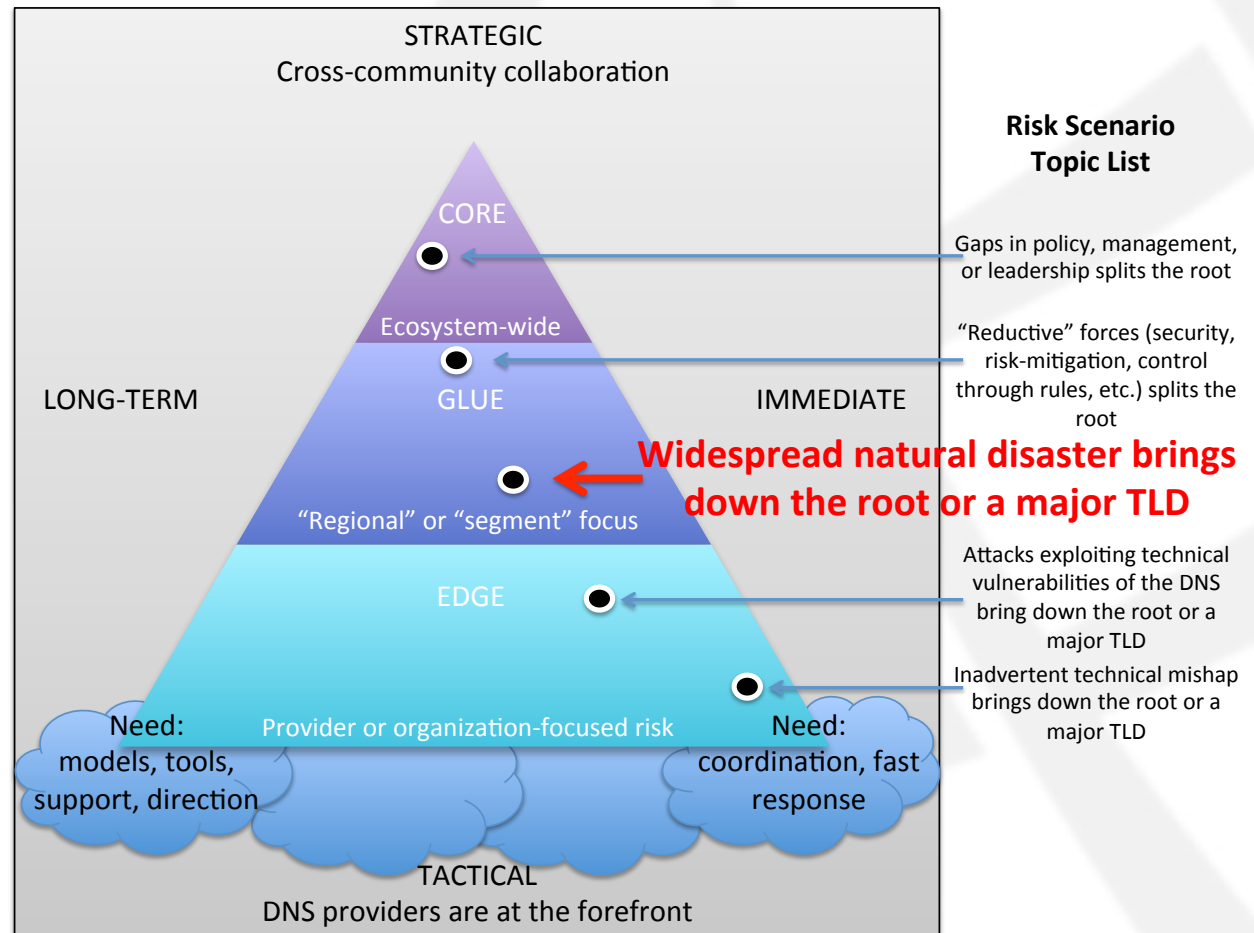 STRATEGIC
Cross-community collaboration
Risk Scenario
Topic List
CORE
Gaps in policy, management,
or leadership splits the root
Ecosystem-wide
“Reductive” forces (security,
risk-mitigation, control
through rules, etc.) splits the
root
LONG-TERM
GLUE
IMMEDIATE
Widespread natural disaster brings
down the root or a major TLD
“Regional” or “segment” focus
Attacks exploiting technical
vulnerabilities of the DNS
bring down the root or a
major TLD
EDGE
Inadvertent technical mishap
brings down the root or a
major TLD
Provider or organization-focused risk
Need:
models, tools,
support, direction
Need:
coordination, fast
response
TACTICAL
DNS providers are at the forefront